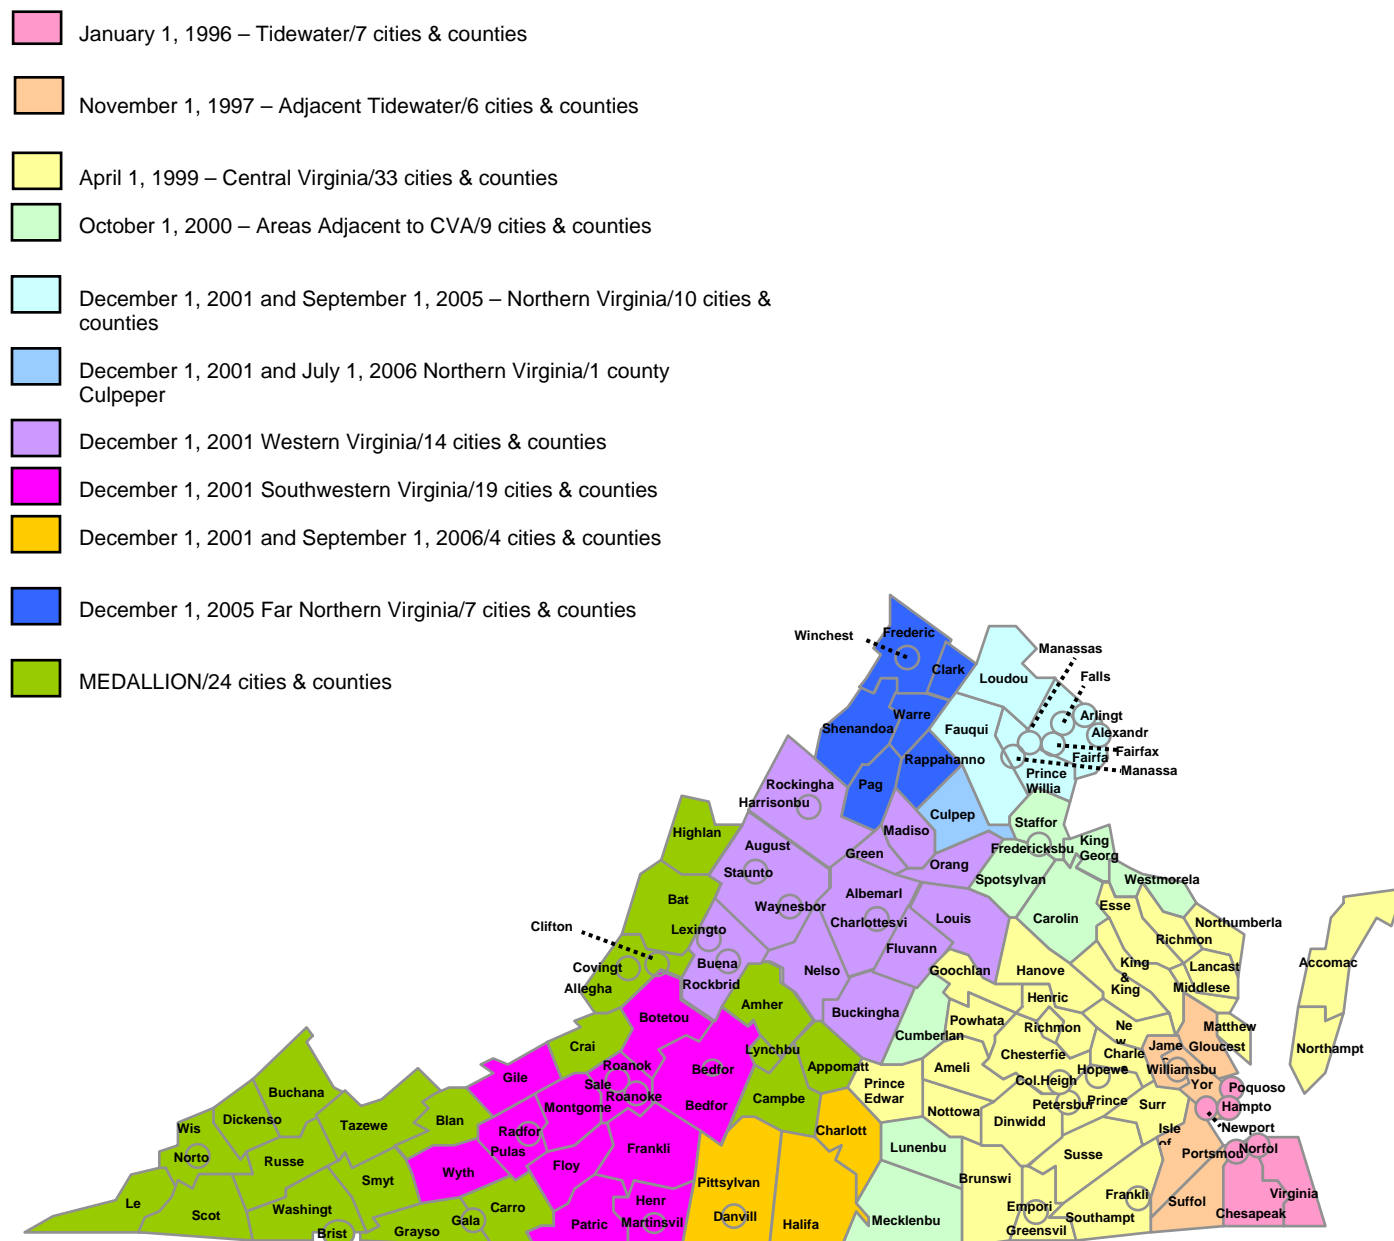 January 1, 1996 – Tidewater/7 cities & counties
November 1, 1997 – Adjacent Tidewater/6 cities & counties
April 1, 1999 – Central Virginia/33 cities & counties
October 1, 2000 – Areas Adjacent to CVA/9 cities & counties
December 1, 2001 and September 1, 2005 – Northern Virginia/10 cities &
counties
December 1, 2001 and July 1, 2006 Northern Virginia/1 county
Culpeper
December 1, 2001 Western Virginia/14 cities & counties
December 1, 2001 Southwestern Virginia/19 cities & counties
December 1, 2001 and September 1, 2006/4 cities & counties
December 1, 2005 Far Northern Virginia/7 cities & counties
MEDALLION/24 cities & counties
Winchest
Frederic
Clark
Manassas
Falls
Loudou
Arlingt
Alexandr
Fairfax
Fairfa
Manassa
Warre
Shenandoa
Fauqui
Rappahanno
Prince
Willia
Pag
Rockingha
Harrisonbu
Culpep
Madiso
Staffor
Highlan
August
Green
Orang
Fredericksbu
King
Georg
Staunto
Spotsylvan
Westmorela
Bat
Albemarl
Waynesbor
Charlottesvi
Louis
Carolin
Esse
Northumberla
Clifton
Lexingto
Fluvann
Richmon
Covingt
Buena
Nelso
Goochlan
Hanove
King
&
King
Lancast
Accomac
Allegha
Rockbrid
Middlese
Amher
Buckingha
Henric
Botetou
Powhata
Richmon
Ne
w
Matthew
Cumberlan
Crai
Lynchbu
Chesterfie
Charle
Jame
Gloucest
Northampt
Roanok
Bedfor
Appomatt
Ameli
Hopewe
Williamsbu
Gile
Sale
Roanoke
Prince
Edwar
Col.Heigh
Yor
Poquoso
Buchana
Montgome
Bedfor
Campbe
Nottowa
Petersbur
Prince
Surr
Hampto
Dickenso
Tazewe
Blan
Radfor
Charlott
Dinwidd
Newport
Wis
Pulas
Frankli
Lunenbu
Isle
of
Norto
Russe
Wyth
Floy
Susse
Portsmou
Norfol
Smyt
Pittsylvan
Brunswi
Le
Scot
Washingt
Carro
Henr
Frankli
Suffol
Virginia
Brist
Grayso
Gala
Patric
Martinsvil
Danvill
Halifa
Mecklenbu
Empori
Greensvil
Southampt
Chesapeak